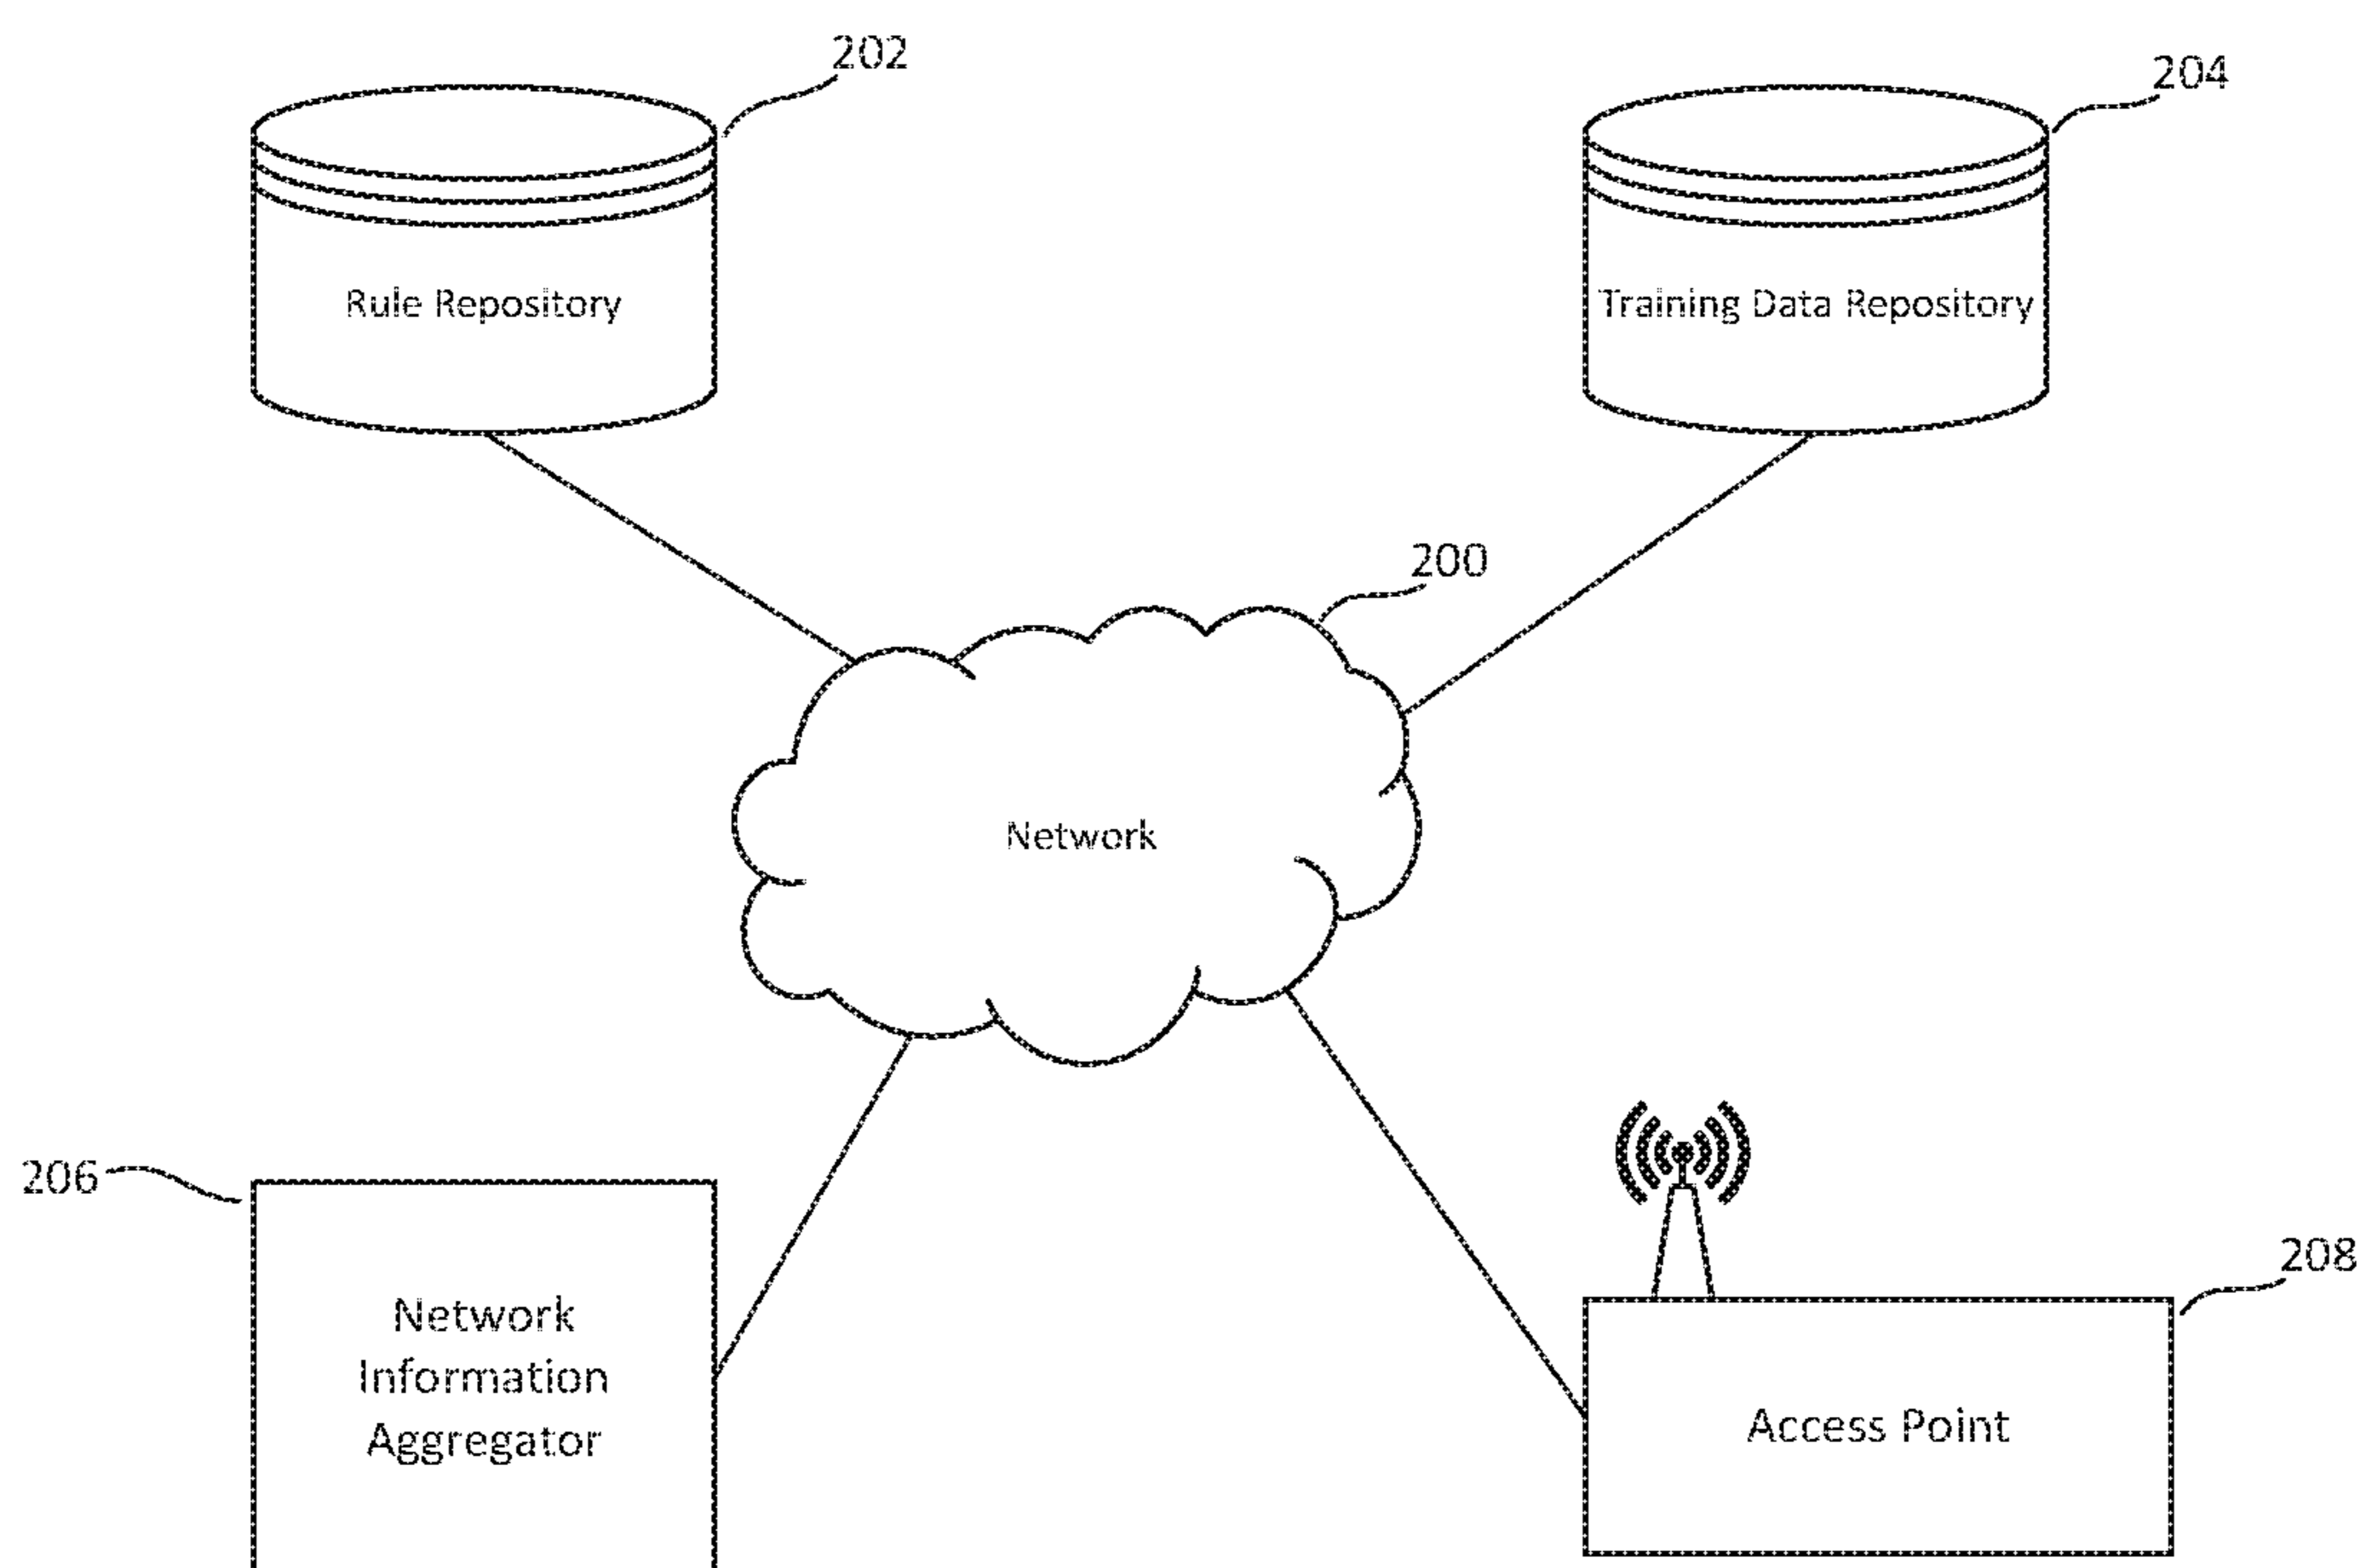 202
204
Rule Repository
Training Data Repository
200
Network
206
Network
Information
Aggregator
208
Access Point